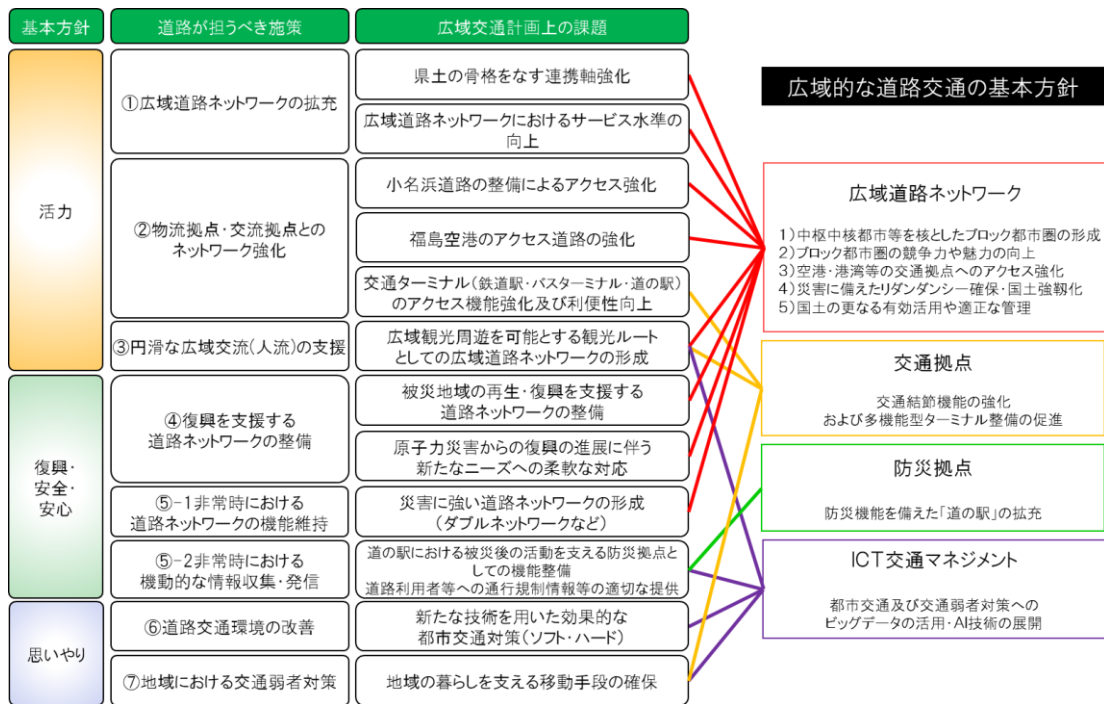 基本方針
道路が担うべき施策
広域交通計画上の課題
活力
①広域道路ネットワークの拡充
県土の骨格をなす連携軸強化
広域道路ネットワークにおけるサービス水準の
向上
②物流拠点・交流拠点との
ネットワーク強化
小名浜道路の整備によるアクセス強化
福島空港のアクセス道路の強化
交通ターミナル(鉄道駅・バスターミナル・道の駅)
のアクセス機能強化及び利便性向上
③円滑な広域交流(人流)の支援
広域観光周遊を可能とする観光ルート
としての広域道路ネットワークの形成
復興・
安全・
安心
④復興を支援する
道路ネットワークの整備
被災地域の再生・復興を支援する
道路ネットワークの整備
原子力災害からの復興の進展に伴う
新たなニーズへの柔軟な対応
⑤-1非常時における
道路ネットワークの機能維持
災害に強い道路ネットワークの形成
(ダブルネットワークなど)
⑤-2非常時における
機動的な情報収集・発信
道の駅における被災後の活動を支える防災拠点と
しての機能整備
道路利用者等への通行規制情報等の適切な提供
思いやり
⑥道路交通環境の改善
新たな技術を用いた効果的な
都市交通対策(ソフト・ハード)
⑦地域における交通弱者対策
地域の暮らしを支える移動手段の確保
広域的な道路交通の基本方針
広域道路ネットワーク
1)中枢中核都市等を核としたブロック都市圏の形成
2)ブロック都市圏の競争力や魅力の向上
3)空港・港湾等の交通拠点へのアクセス強化
4)災害に備えたリダンダンシー確保・国土強靱化
5)国土の更なる有効活用や適正な管理
交通拠点
交通結節機能の強化
および多機能型ターミナル整備の促進
防災拠点
防災機能を備えた「道の駅」の拡充
ICT交通マネジメント
都市交通及び交通弱者対策への
ビッグデータの活用・AI技術の展開